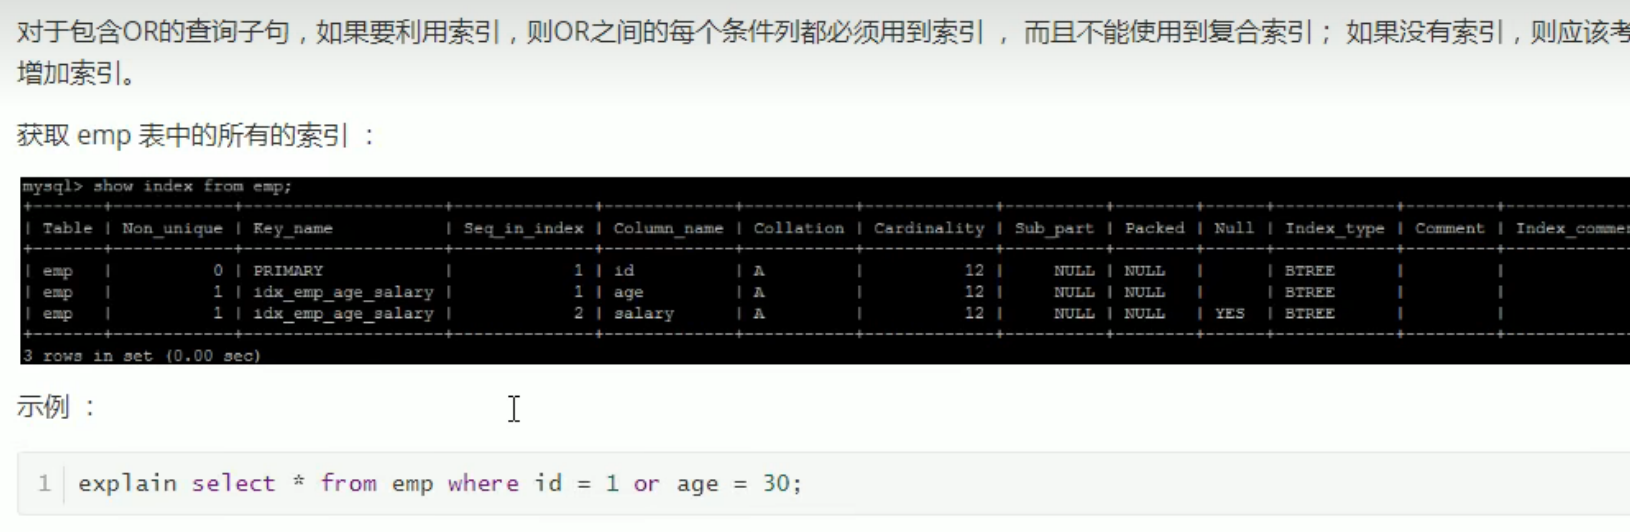 对于包含OR的查询子句，如果要利用索引，则OR之间的每个条件列都必须用到索引 ， 而且不能使用到复合索引； 如果没有索引，则应该考
增加索引。
获取 emp 表中的所有的索引 ：
mysql> show index from emp;
| Table | Non_unique | Key_name | Seq_in_index | Column_name | Collation | Cardinality | Sub_part | Packed | Null | Index_type | Comment | Index_comme
| emp | 0 | PRIMARY | 1 | id | A | 12 | NULL | NULL | | BTREE | |
| emp | 1 | idx_emp_age_salary | 1 | age | A | 12 | NULL | NULL | | BTREE | |
| emp | 1 | idx_emp_age_salary | 2 | salary | A | 12 | NULL | NULL | YES | BTREE | |
3 rows in set (0.00 sec)
示例 ：
1 explain select * from emp where id = 1 or age = 30;